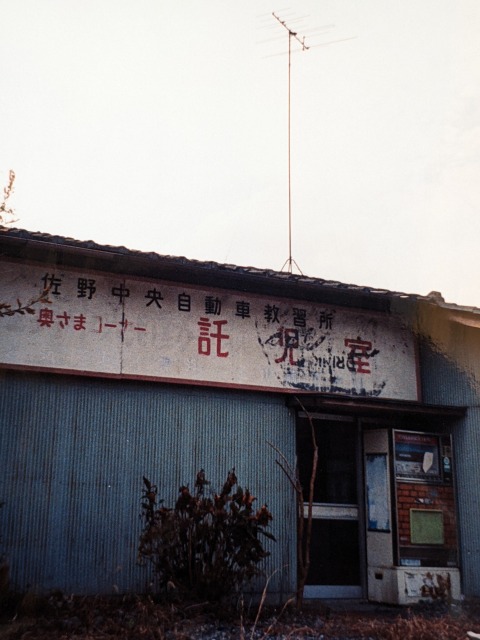 佐野中央自動車教習所
奥さまコーナー
託児室